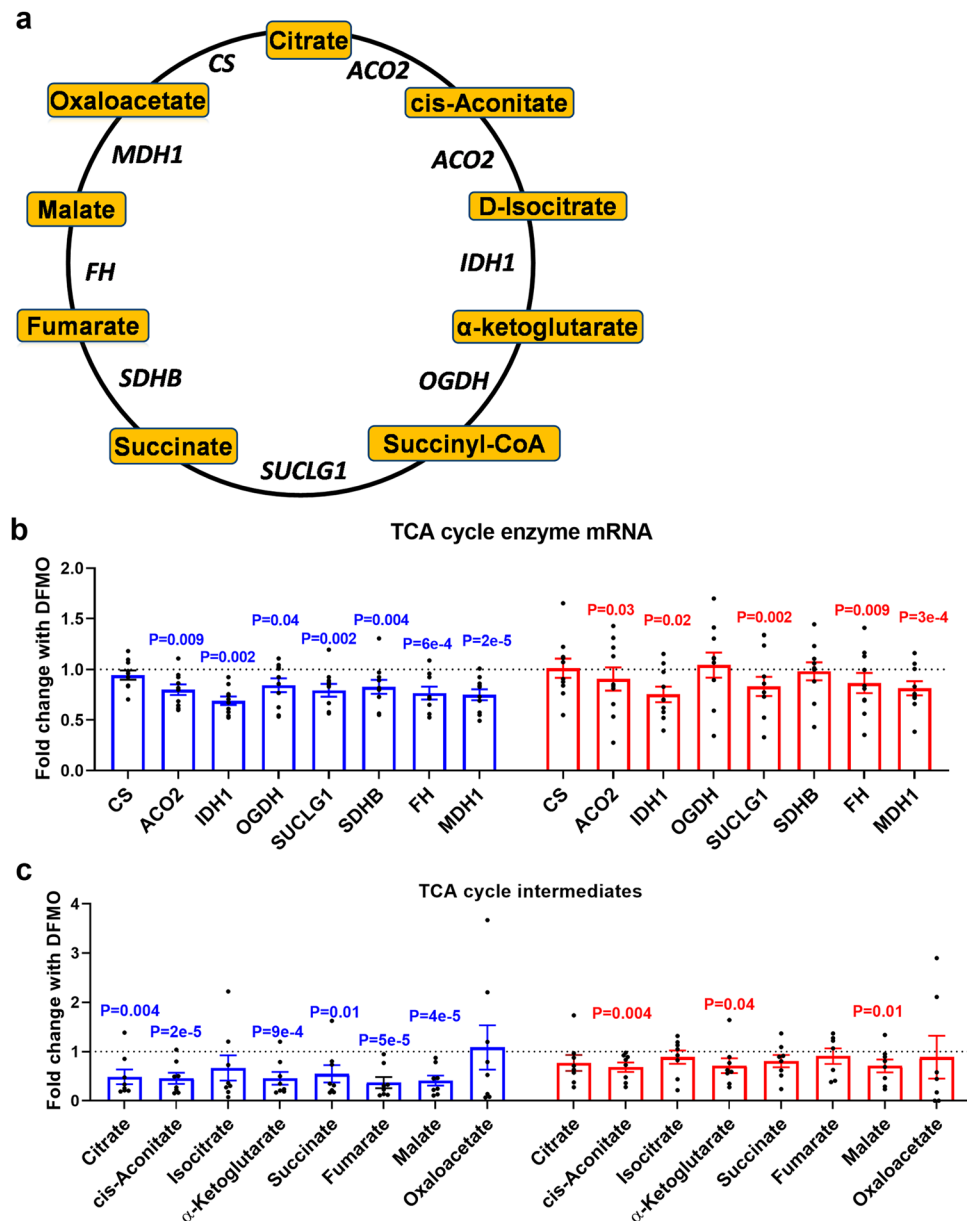 a
Citrate
CS
ACO2
Oxaloacetate
cis-Aconitate
MDH1
ACO2
Malate
D-Isocitrate
FH
IDH1
Fumarate
α-ketoglutarate
SDHB
OGDH
Succinate
Succinyl-CoA
SUCLG1
b
TCA cycle enzyme mRNA
Fold change with DFMO
2.0
1.5
1.0
0.5
0.0
P=0.009
P=0.002
P=0.04
P=0.002
P=0.004
P=6e-4
P=2e-5
P=0.03
P=0.02
P=0.002
P=0.009
P=3e-4
CS
ACO2
IDH1
OGDH
SUCLG1
SDHB
FH
MDH1
CS
ACO2
IDH1
OGDH
SUCLG1
SDHB
FH
MDH1
c
TCA cycle intermediates
Fold change with DFMO
4
3
2
1
0
P=0.004
P=2e-5
P=9e-4
P=0.01
P=5e-5
P=4e-5
P=0.004
P=0.04
P=0.01
Citrate
cis-Aconitate
Isocitrate
α-Ketoglutarate
Succinate
Fumarate
Malate
Oxaloacetate
Citrate
cis-Aconitate
Isocitrate
α-Ketoglutarate
Succinate
Fumarate
Malate
Oxaloacetate